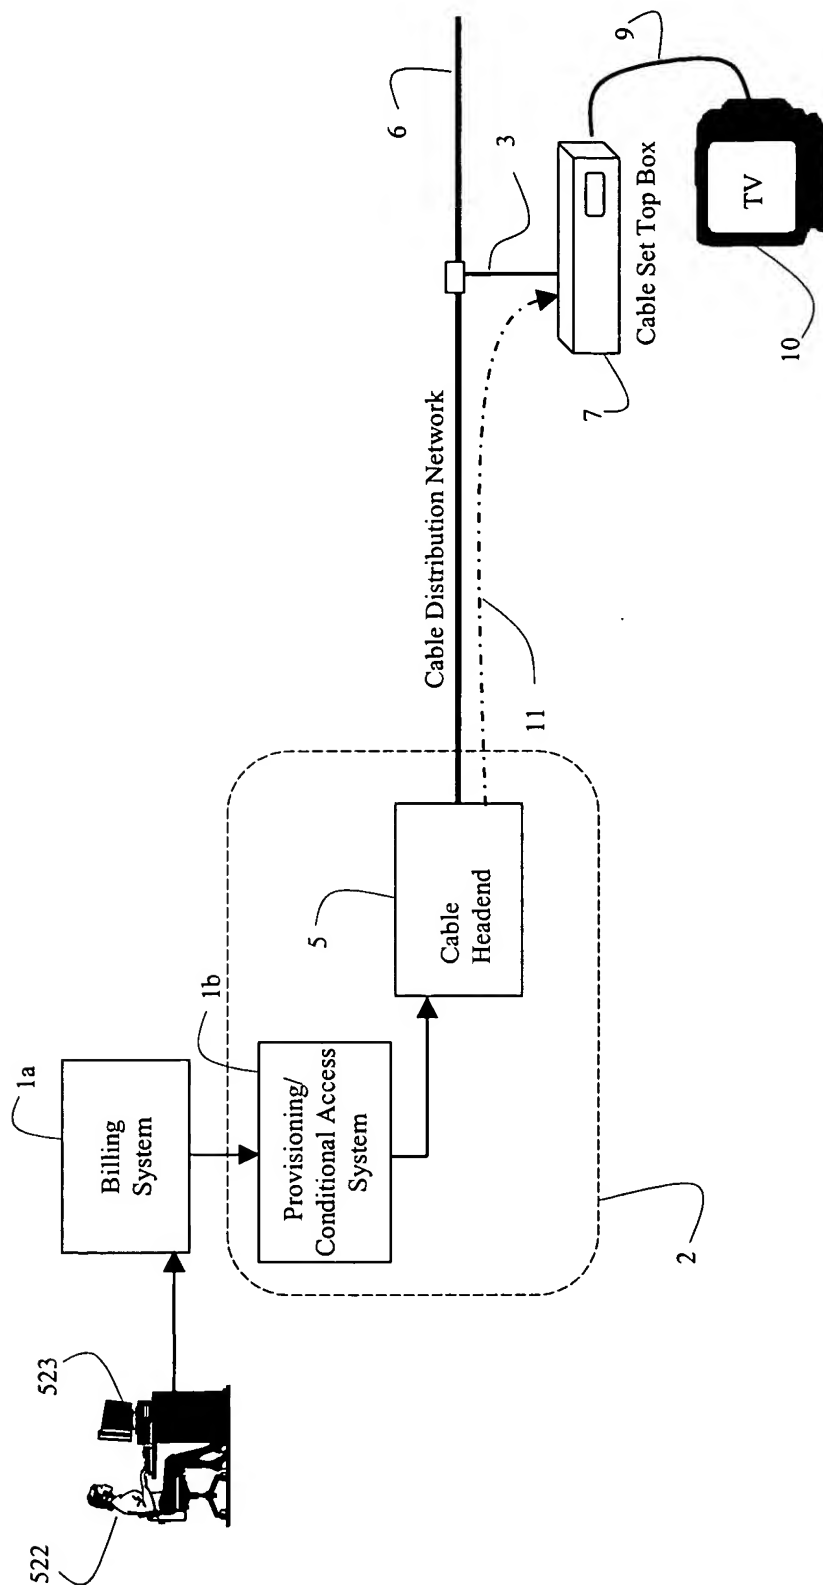 522
523
1a
Billing
System
1b
Provisioning/
Conditional Access
System
2
5
Cable
Headend
Cable Distribution Network
11
6
3
7
Cable Set Top Box
9
TV
10